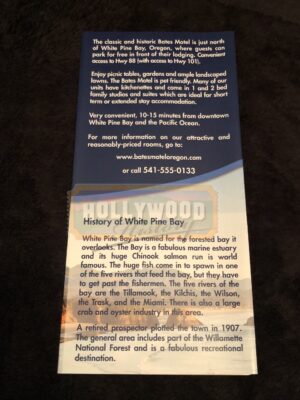 The classic and historic Bates Motel is just north
of White Pine Bay, Oregon, where guests can
park for free in front of their lodging. Convenient
access to Hwy 88 (with access to Hwy 101).
Enjoy picnic tables, gardens and ample landscaped
lawns. The Bates Motel is pet friendly. Many of our
units have kitchenettes and come in 1 and 2 bed
family studios and suites which are ideal for short
term or extended stay accommodation.
Very convenient, 10-15 minutes from downtown
White Pine Bay and the Pacific Ocean.
For more information on our attractive and
reasonably-priced rooms, go to:
www.batesmoteloregon.com
or call 541-555-0133
HOLLYWOOD
History of White Pine Bay
White Pine Bay is named for the forested bay it
overlooks. The Bay is a fabulous marine estuary
and its huge Chinook salmon run is world
famous. The huge fish come in to spawn in one
of the five rivers that feed the bay, but they have
to get past the fishermen. The five rivers of the
bay are the Tillamook, the Kilchis, the Wilson,
the Trask, and the Miami. There is also a large
crab and oyster industry in this area.
A retired prospector plotted the town in 1907.
The general area includes part of the Willamette
National Forest and is a fabulous recreational
destination.